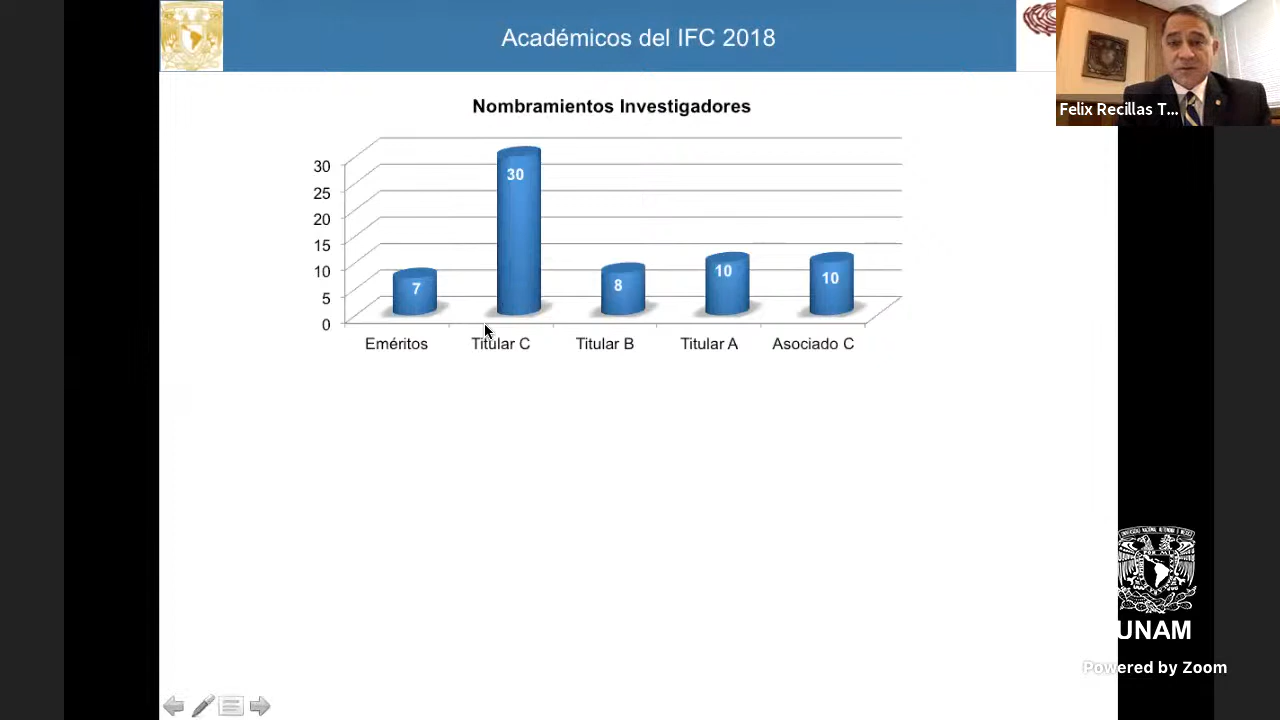 Académicos del IFC 2018
Felix Recillas T...
Nombramientos Investigadores
30
25
20
15
10
5
0
7
30
8
10
10
Eméritos
Titular C
Titular B
Titular A
Asociado C
UNAM
Powered by Zoom